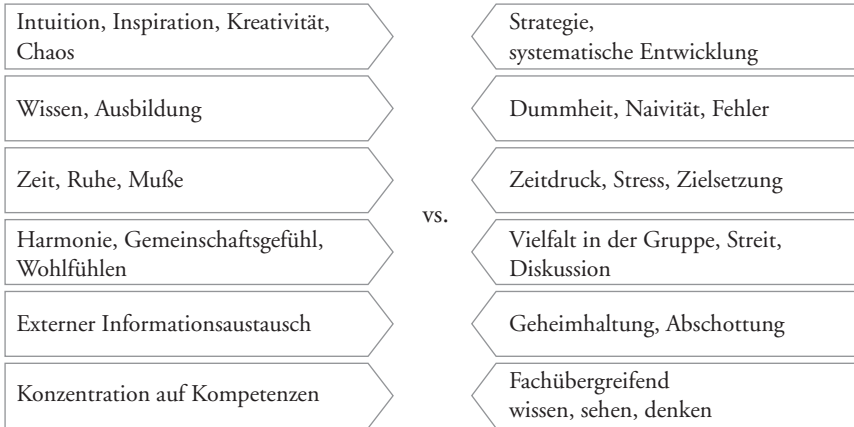 Intuition, Inspiration, Kreativität,
Chaos
Strategie,
systematische Entwicklung
Wissen, Ausbildung
Dummheit, Naivität, Fehler
Zeit, Ruhe, Muße
Zeitdruck, Stress, Zielsetzung
vs.
Harmonie, Gemeinschaftsgefühl,
Wohlfühlen
Vielfalt in der Gruppe, Streit,
Diskussion
Externer Informationsaustausch
Geheimhaltung, Abschottung
Konzentration auf Kompetenzen
Fachübergreifend
wissen, sehen, denken